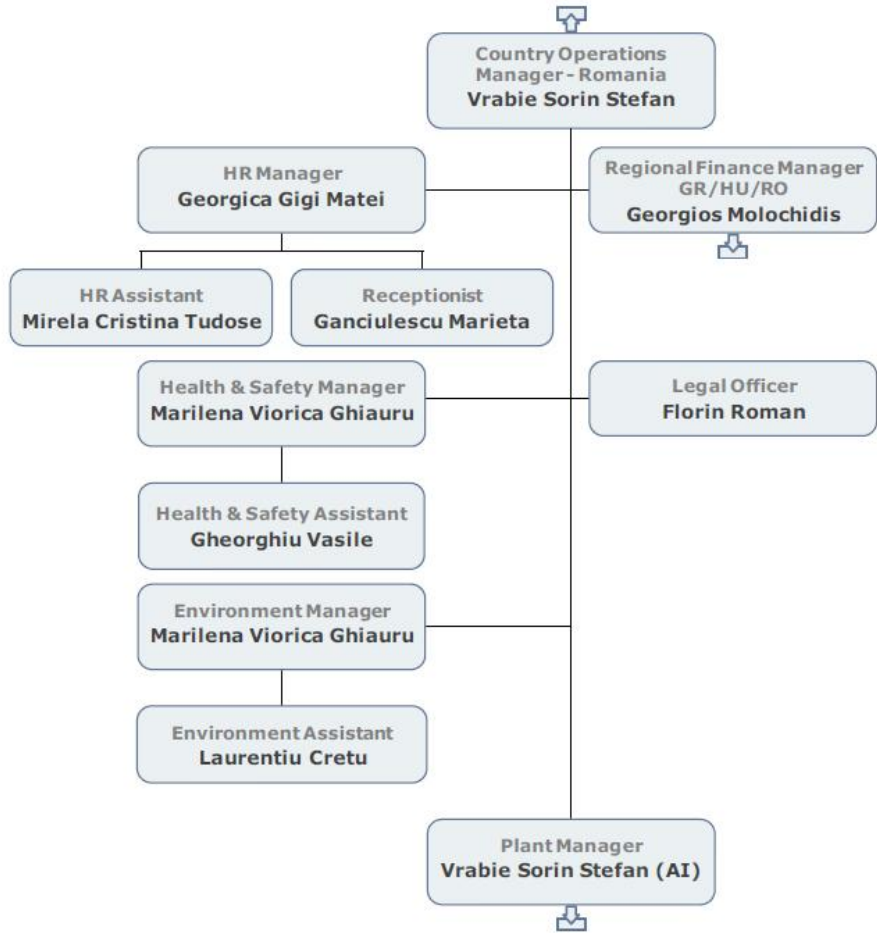 Country Operations
Manager - Romania
Vrabie Sorin Stefan
HR Manager
Georgica Gigi Matei
Regional Finance Manager
GR/HU/RO
Georgios Molochidis
HR Assistant
Mirela Cristina Tudose
Receptionist
Ganciulescu Marieta
Health & Safety Manager
Marilena Viorica Ghiauru
Legal Officer
Florin Roman
Health & Safety Assistant
Gheorghiu Vasile
Environment Manager
Marilena Viorica Ghiauru
Environment Assistant
Laurentiu Cretu
Plant Manager
Vrabie Sorin Stefan (AI)